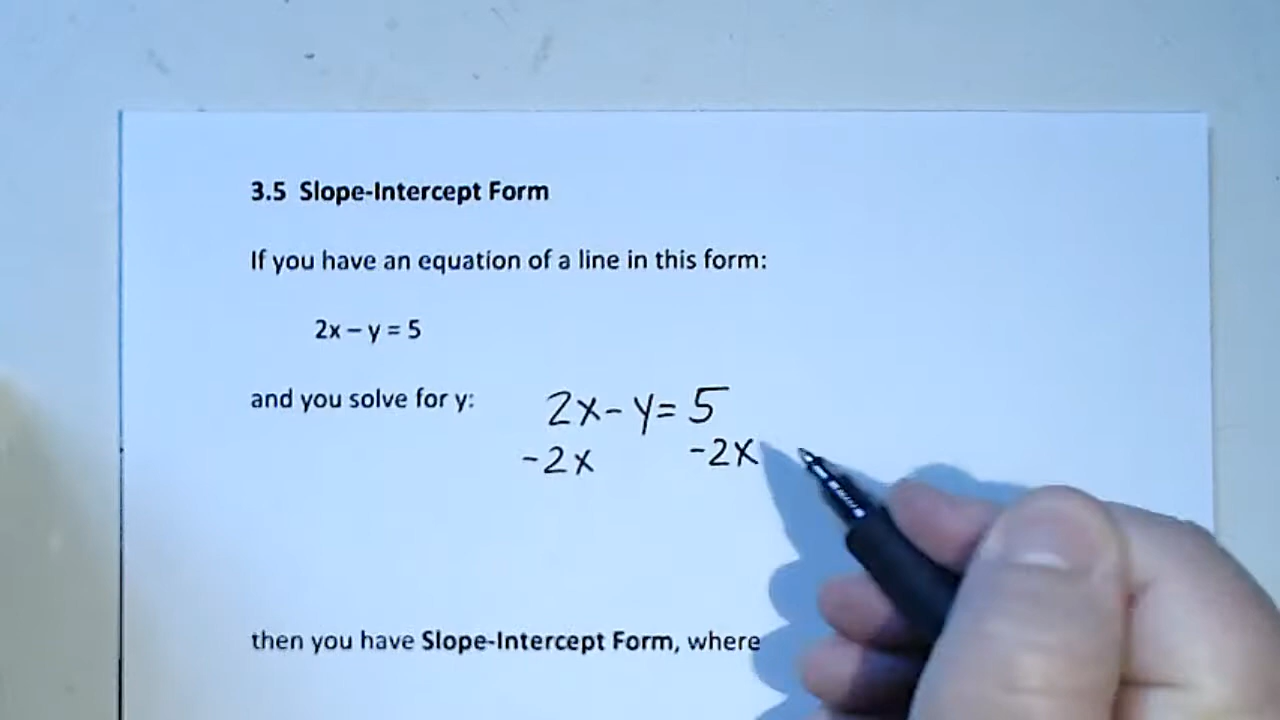 3.5 Slope-Intercept Form
If you have an equation of a line in this form:
2x – y = 5
and you solve for y: 2x - y = 5
-2x -2x
then you have Slope-Intercept Form, where